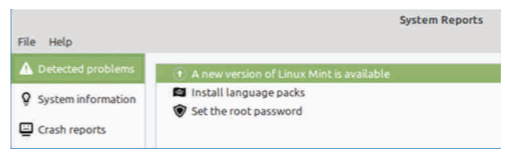 System Reports
File Help
Detected problems
System information
Crash reports
A new version of Linux Mint is available
Install language packs
Set the root password